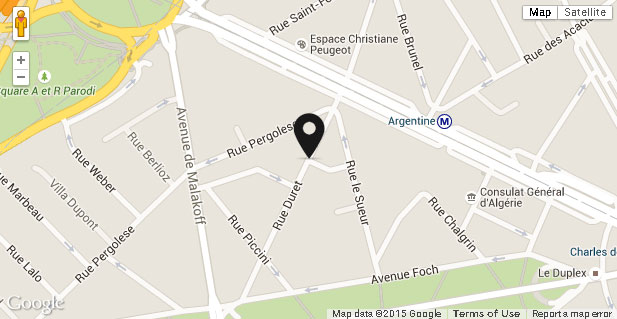 Map
Satellite
Rue Saint-Fo
Espace Christiane
Peugeot
Rue Brunel
Rue des Acacia
Square A et R Parodi
Argentine
M
Avenue de Malakoff
Rue Pergolese
Rue Berlioz
Rue Weber
Villa Dupont
Rue Marbeau
Rue Duret
Rue le Sueur
Consulat Général
d'Algérie
Rue Chalgrin
Rue Piccini
Rue Pergolese
Rue Lalo
Avenue Foch
Charles de
Le Duplex
Google
Map data ©2015 Google
Terms of Use
Report a map error